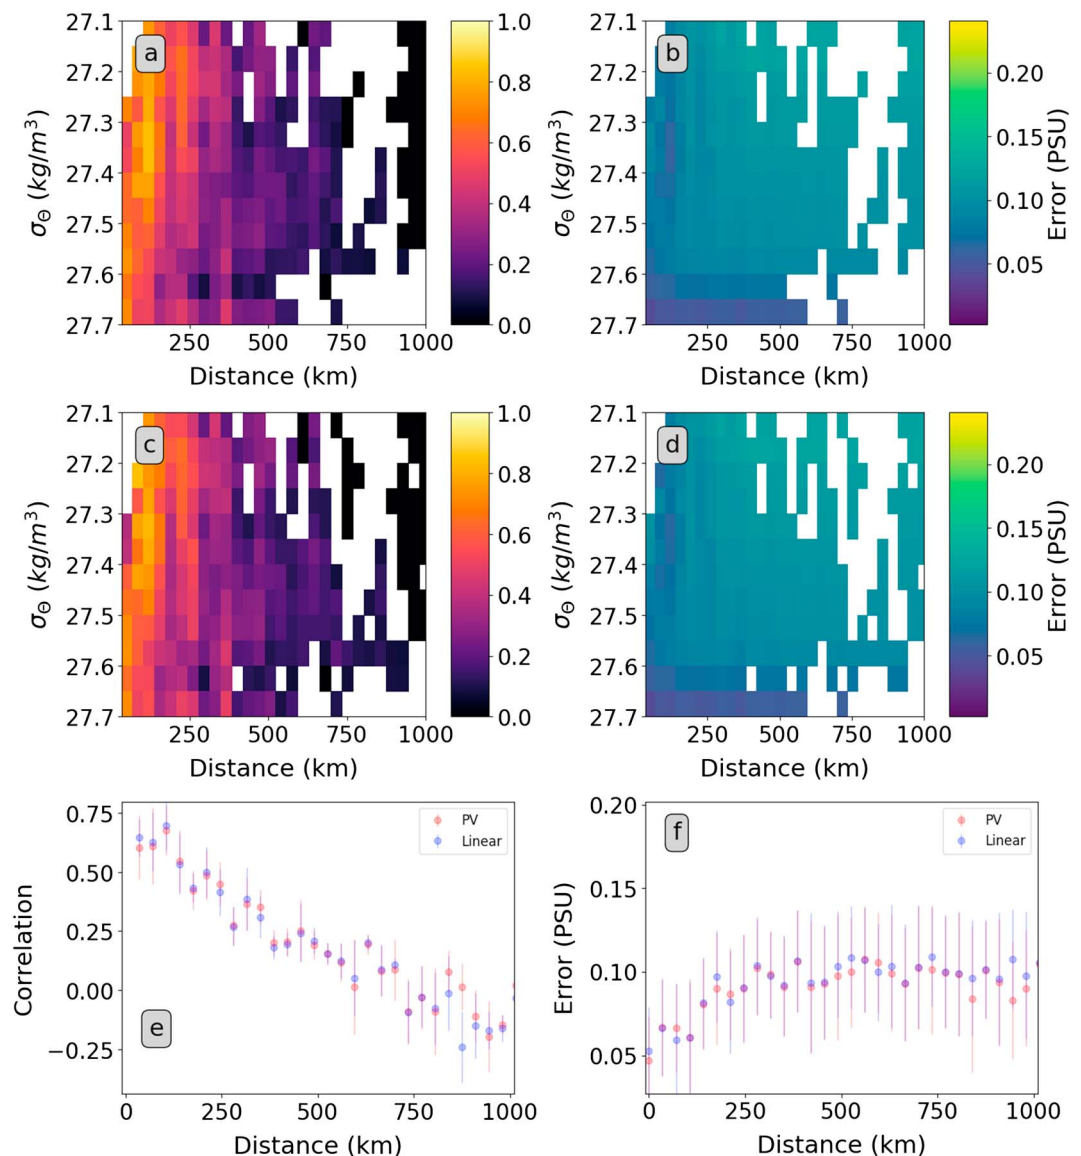 27.1
27.2
27.3
27.4
27.5
27.6
27.7
σ_Θ (kg/m³)
a
250 500 750 1000
Distance (km)
1.0
0.8
0.6
0.4
0.2
0.0
27.1
27.2
27.3
27.4
27.5
27.6
27.7
σ_Θ (kg/m³)
b
250 500 750 1000
Distance (km)
0.20
0.15
0.10
0.05
Error (PSU)
27.1
27.2
27.3
27.4
27.5
27.6
27.7
σ_Θ (kg/m³)
c
250 500 750 1000
Distance (km)
1.0
0.8
0.6
0.4
0.2
0.0
27.1
27.2
27.3
27.4
27.5
27.6
27.7
σ_Θ (kg/m³)
d
250 500 750 1000
Distance (km)
0.20
0.15
0.10
0.05
Error (PSU)
0.75
0.50
0.25
0.00
−0.25
Correlation
PV
Linear
e
0 250 500 750 1000
Distance (km)
0.20
0.15
0.10
0.05
Error (PSU)
f
PV
Linear
0 250 500 750 1000
Distance (km)